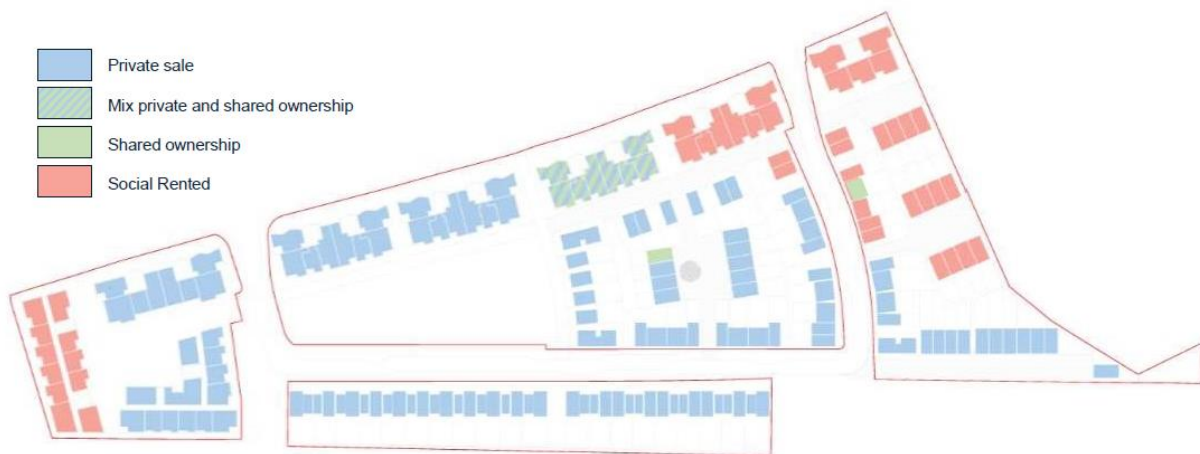 Private sale
Mix private and shared ownership
Shared ownership
Social Rented